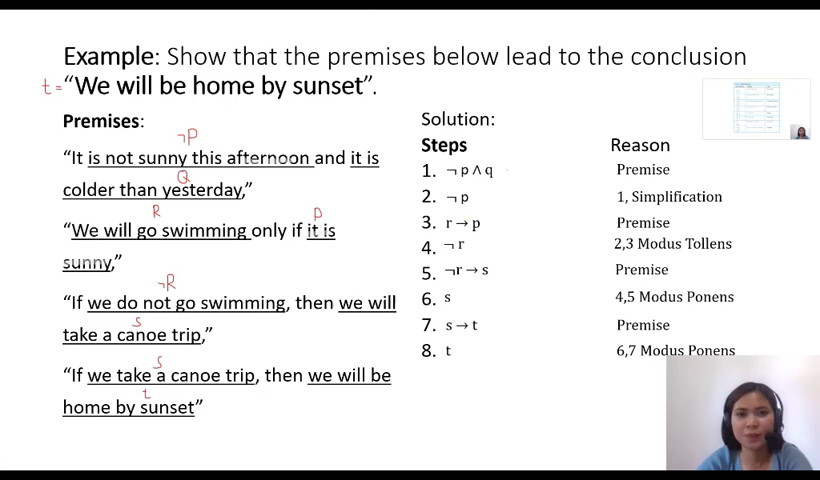 Example: Show that the premises below lead to the conclusion
t = “We will be home by sunset”.
Premises:
¬P
“It is not sunny this afternoon and it is
Q
colder than yesterday,”
R P
“We will go swimming only if it is
sunny,”
¬R
“If we do not go swimming, then we will
S
take a canoe trip,”
S
“If we take a canoe trip, then we will be
t
home by sunset”
Solution:
Steps Reason
1. ¬ p ∧ q Premise
2. ¬ p 1, Simplification
3. r → p Premise
4. ¬ r 2,3 Modus Tollens
5. ¬r → s Premise
6. s 4,5 Modus Ponens
7. s → t Premise
8. t 6,7 Modus Ponens